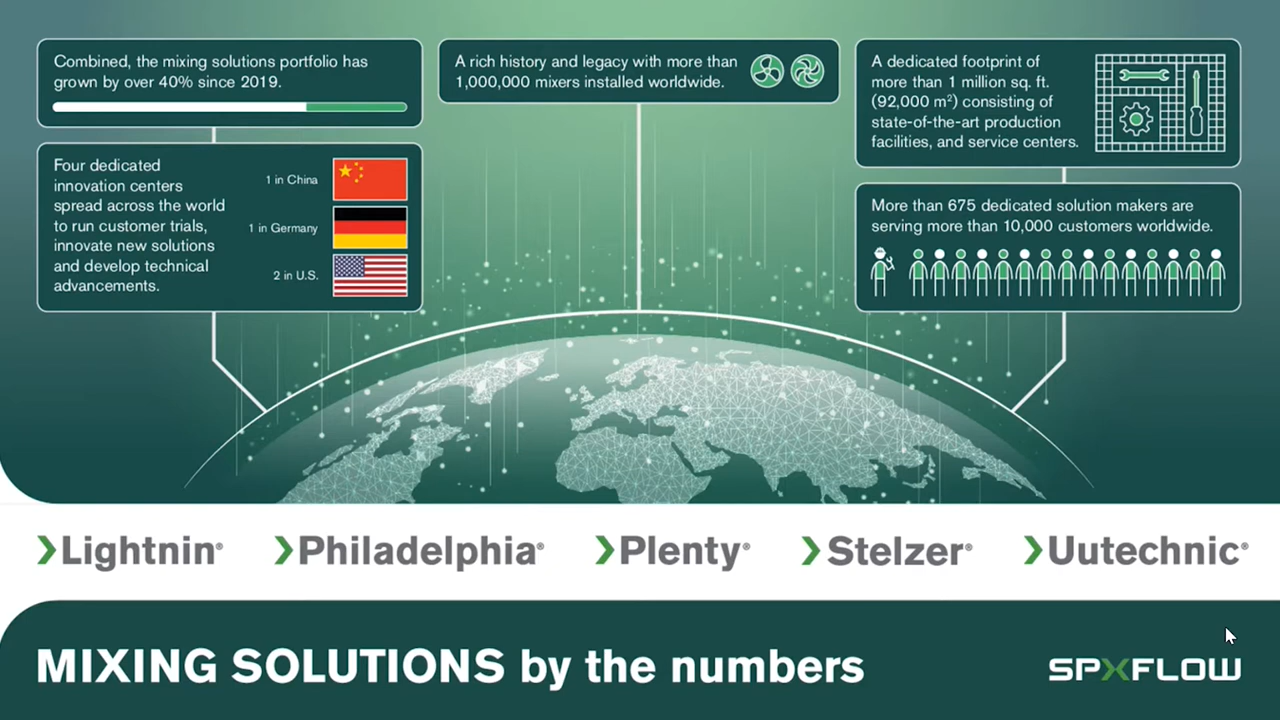 Combined, the mixing solutions portfolio has
grown by over 40% since 2019.
Four dedicated
innovation centers
spread across the world
to run customer trials,
innovate new solutions
and develop technical
advancements.
1 in China
1 in Germany
2 in U.S.
A rich history and legacy with more than
1,000,000 mixers installed worldwide.
A dedicated footprint of
more than 1 million sq. ft.
(92,000 m²) consisting of
state-of-the-art production
facilities, and service centers.
More than 675 dedicated solution makers are
serving more than 10,000 customers worldwide.
Lightnin®
Philadelphia®
Plenty®
Stelzer®
Uutechnic®
MIXING SOLUTIONS by the numbers
SPXFLOW